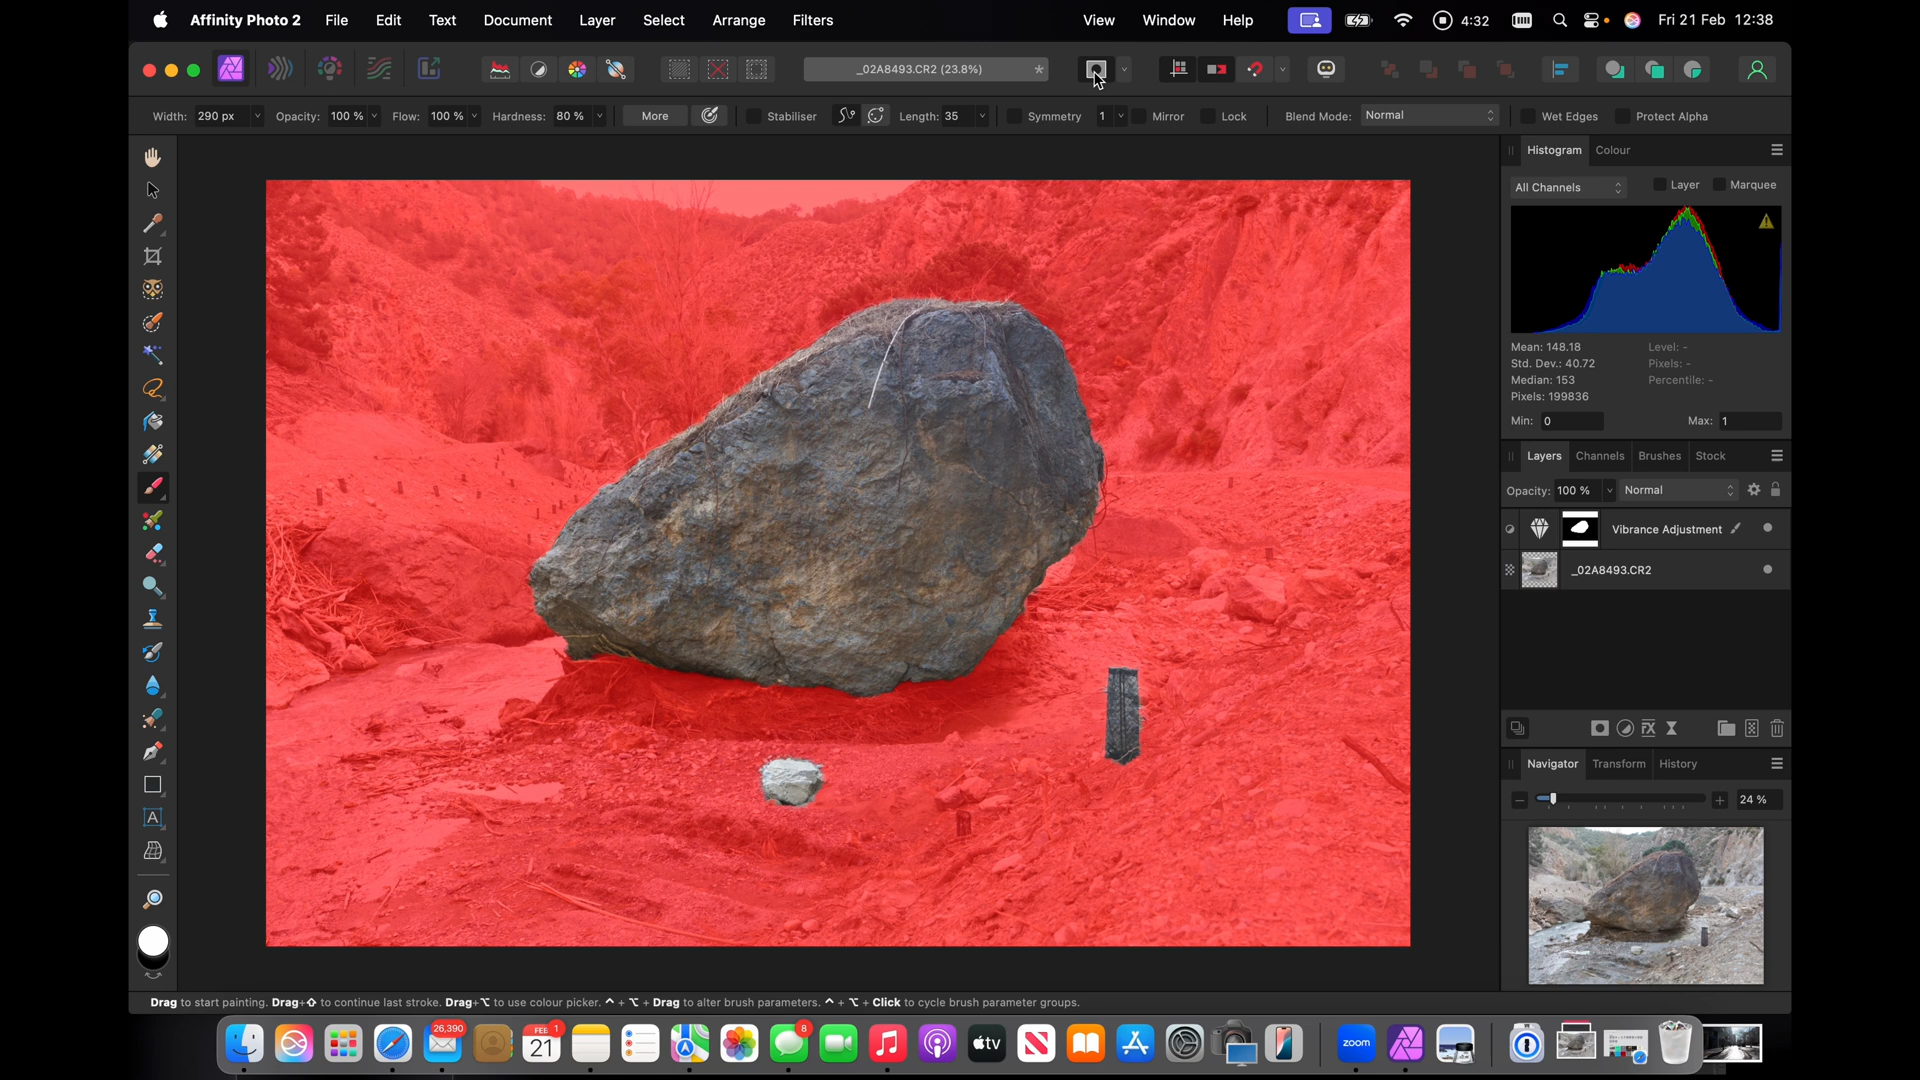 Affinity Photo 2 File Edit Text Document Layer Select Arrange Filters View Window Help 4:32 Fri 21 Feb 12:38
_02A8493.CR2 (23.8%) *
Width: 290 px Opacity: 100 % Flow: 100 % Hardness: 80 % More Stabiliser Length: 35 Symmetry 1 Mirror Lock Blend Mode: Normal Wet Edges Protect Alpha
Histogram Colour
All Channels Layer Marquee
Mean: 148.18 Level: -
Std. Dev.: 40.72 Pixels: -
Median: 153 Percentile: -
Pixels: 199836
Min: 0 Max: 1
Layers Channels Brushes Stock
Opacity: 100 % Normal
Vibrance Adjustment
_02A8493.CR2
FX
Navigator Transform History
24 %
A
Drag to start painting. Drag+⇧ to continue last stroke. Drag+⌥ to use colour picker. ^ + ⌥ + Drag to alter brush parameters. ^ + ⌥ + Click to cycle brush parameter groups.
26,390 FEB 1 21 8 tv zoom 1